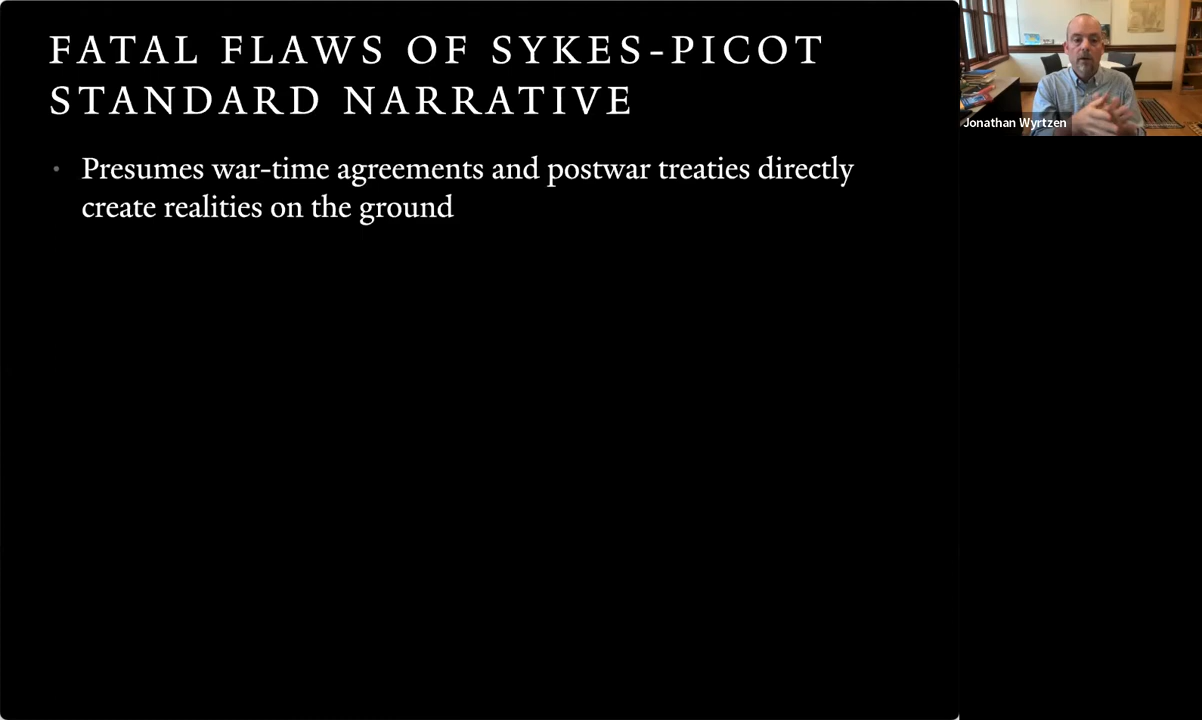 FATAL FLAWS OF SYKES-PICOT
STANDARD NARRATIVE
• Presumes war-time agreements and postwar treaties directly
create realities on the ground
Jonathan Wyrtzen